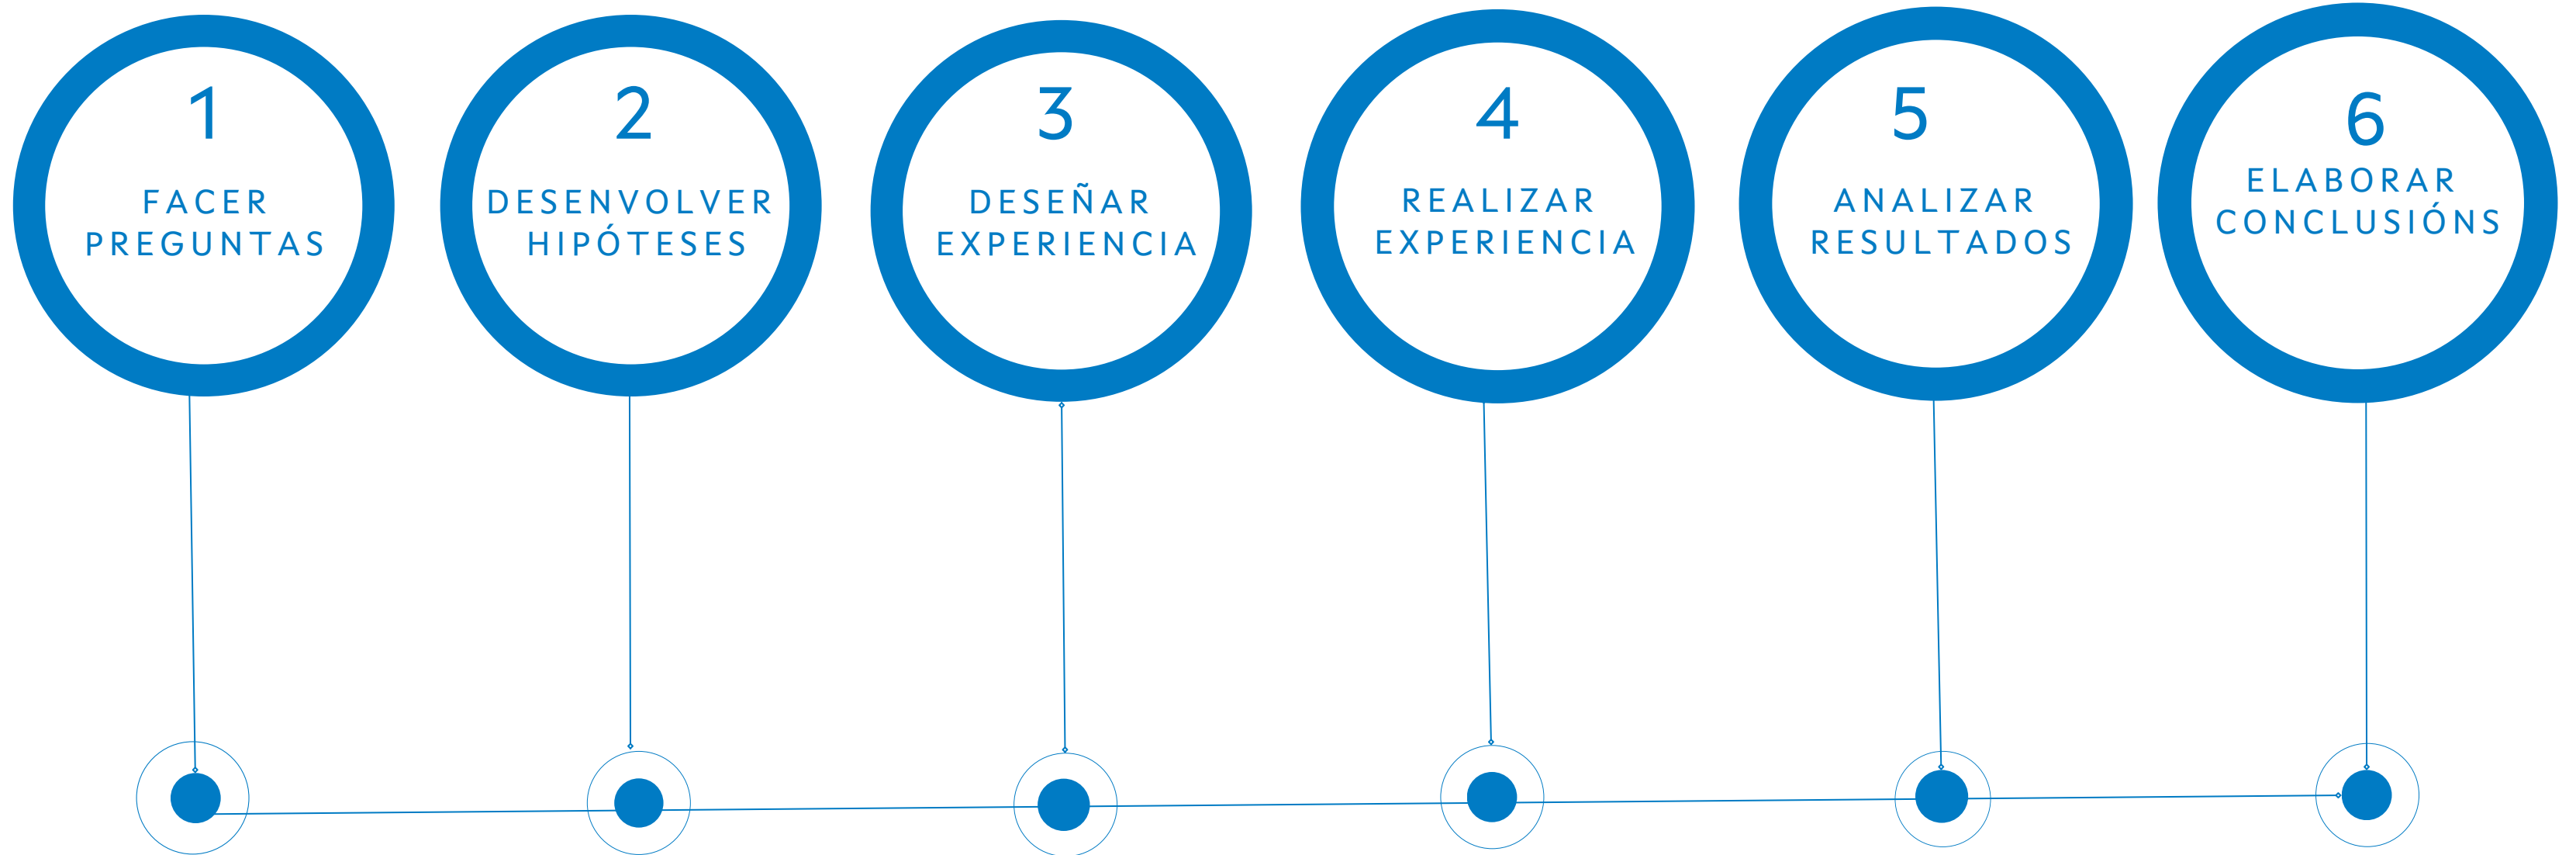 1
FACER
PREGUNTAS
2
DESENVOLVER
HIPÓTESES
3
DESEÑAR
EXPERIENCIA
4
REALIZAR
EXPERIENCIA
5
ANALIZAR
RESULTADOS
6
ELABORAR
CONCLUSIÓNS